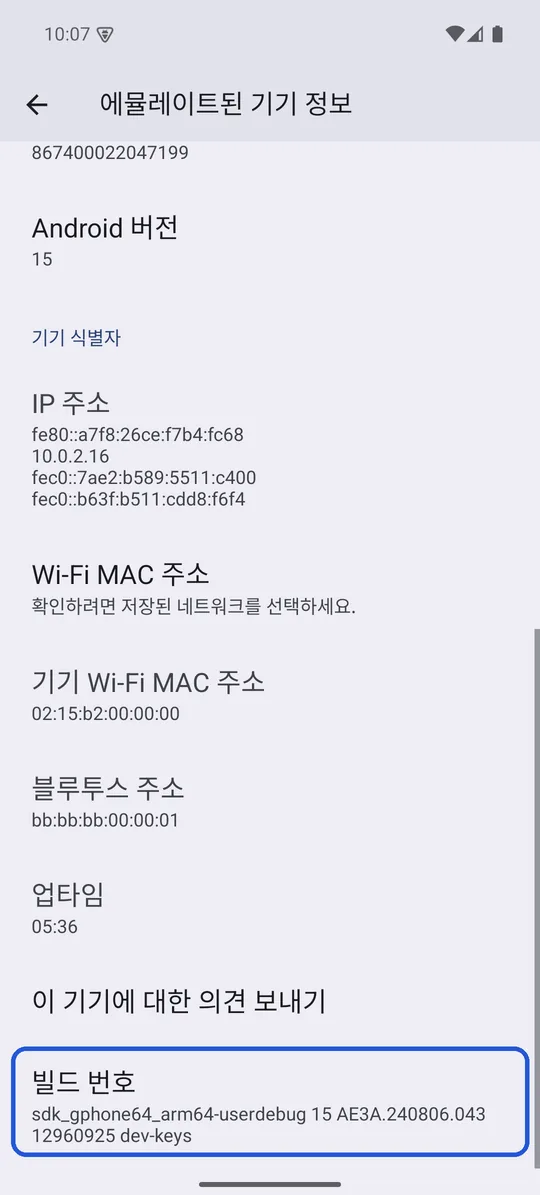 10:07
에뮬레이트된 기기 정보
867400022047199
Android 버전
15
기기 식별자
IP 주소
fe80::a7f8:26ce:f7b4:fc68
10.0.2.16
fec0::7ae2:b589:5511:c400
fec0::b63f:b511:cdd8:f6f4
Wi-Fi MAC 주소
확인하려면 저장된 네트워크를 선택하세요.
기기 Wi-Fi MAC 주소
02:15:b2:00:00:00
블루투스 주소
bb:bb:bb:00:00:01
업타임
05:36
이 기기에 대한 의견 보내기
빌드 번호
sdk_gphone64_arm64-userdebug 15 AE3A.240806.043
12960925 dev-keys